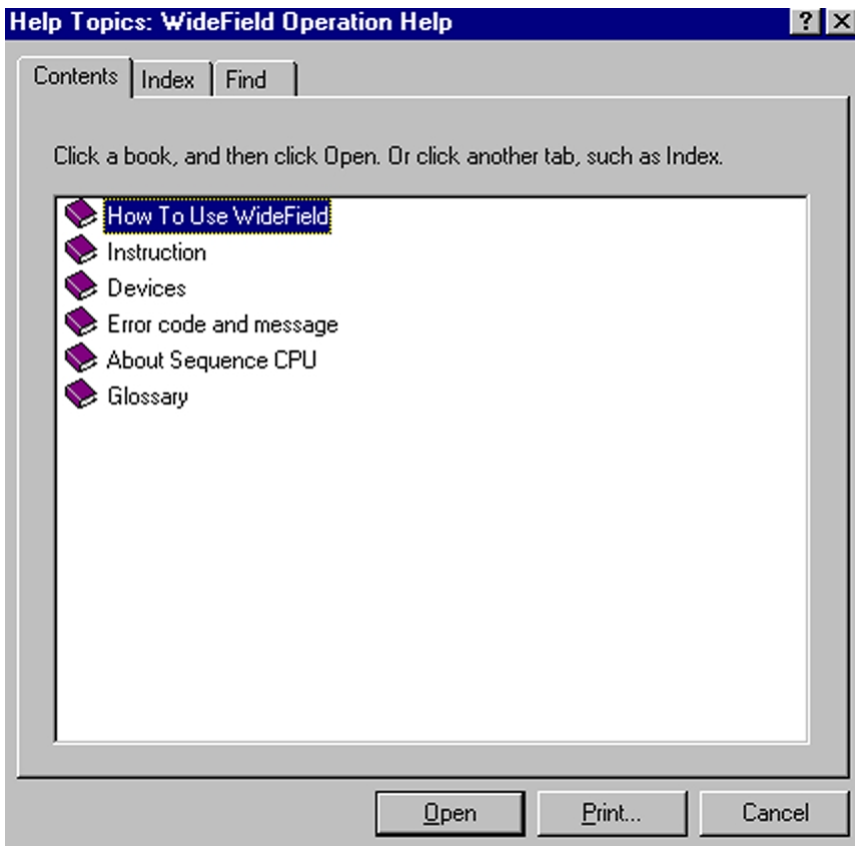 Help Topics: WideField Operation Help
Contents Index Find
Click a book, and then click Open. Or click another tab, such as Index.
How To Use WideField
Instruction
Devices
Error code and message
About Sequence CPU
Glossary
Open Print... Cancel